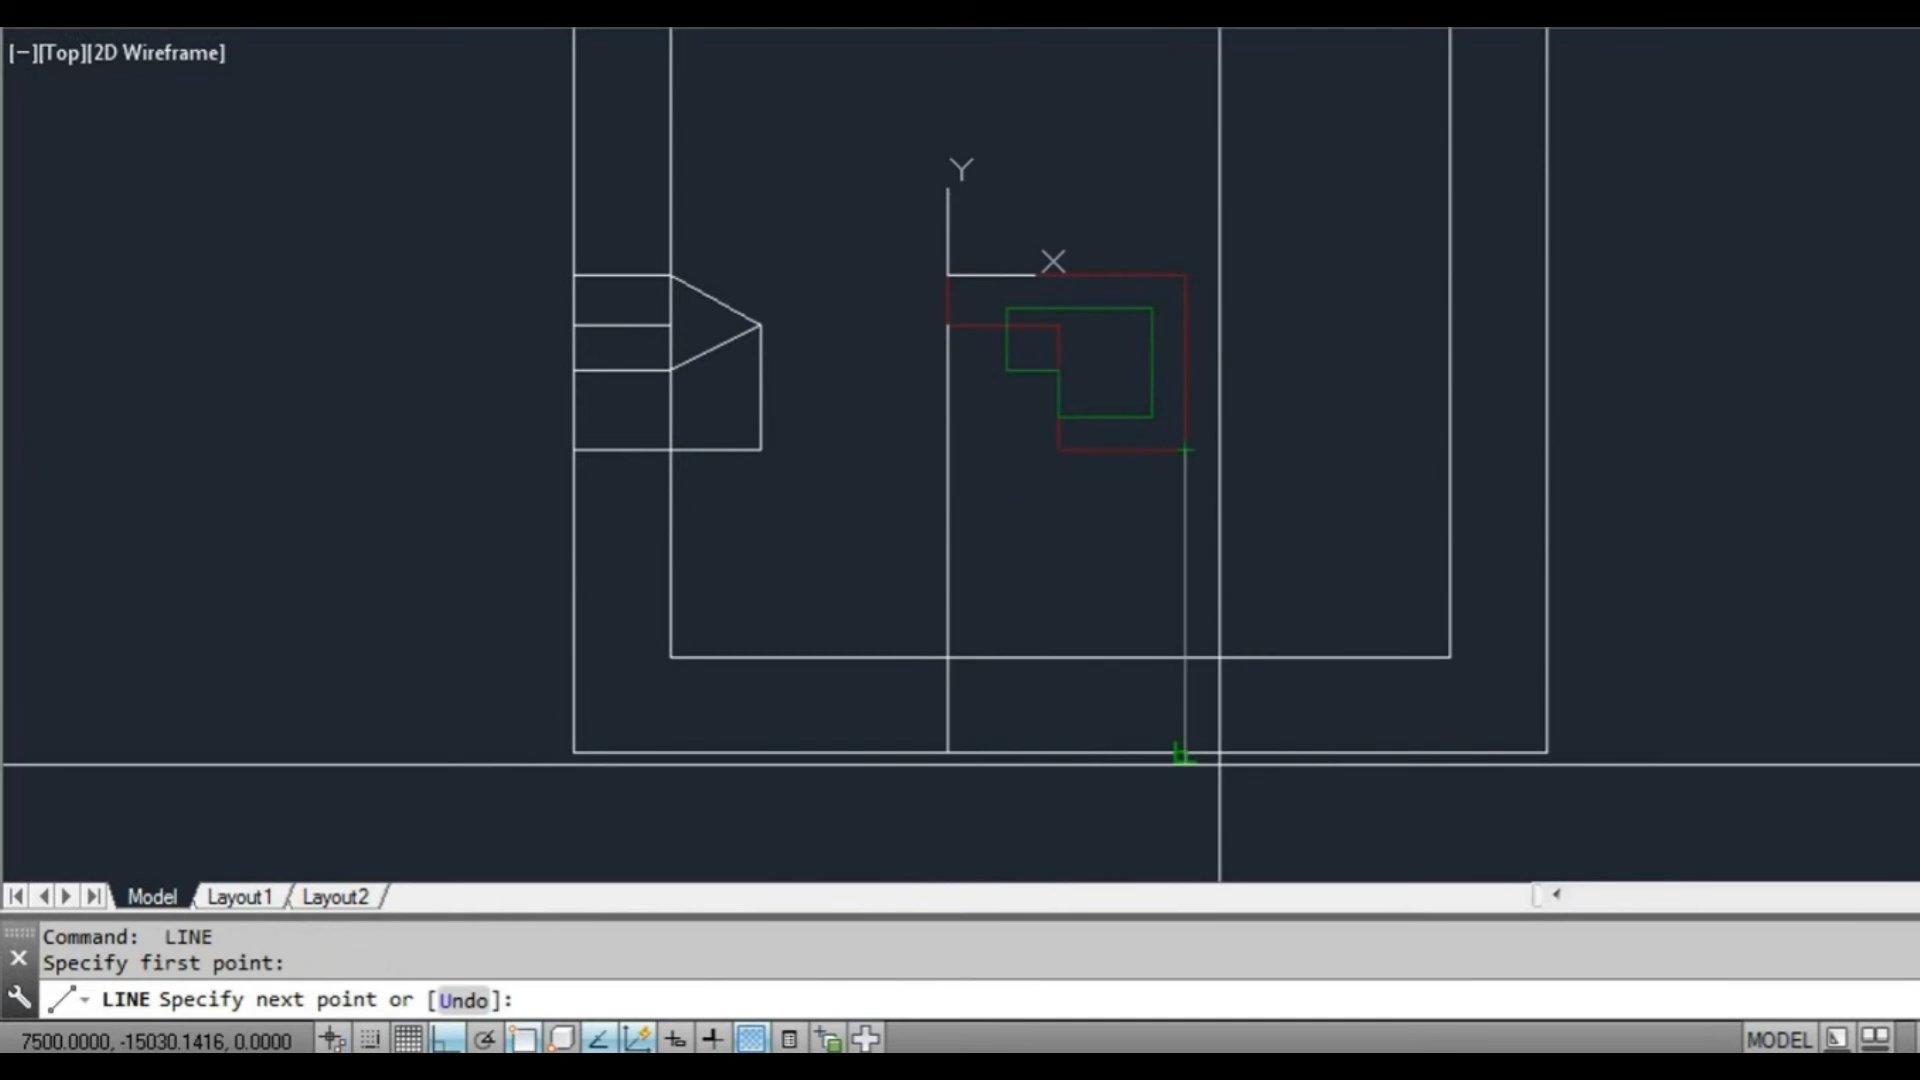 [−][Top][2D Wireframe]
Y
X
Model Layout1 Layout2
Command: LINE
Specify first point:
LINE Specify next point or [Undo]:
7500.0000, -15030.1416, 0.0000 MODEL